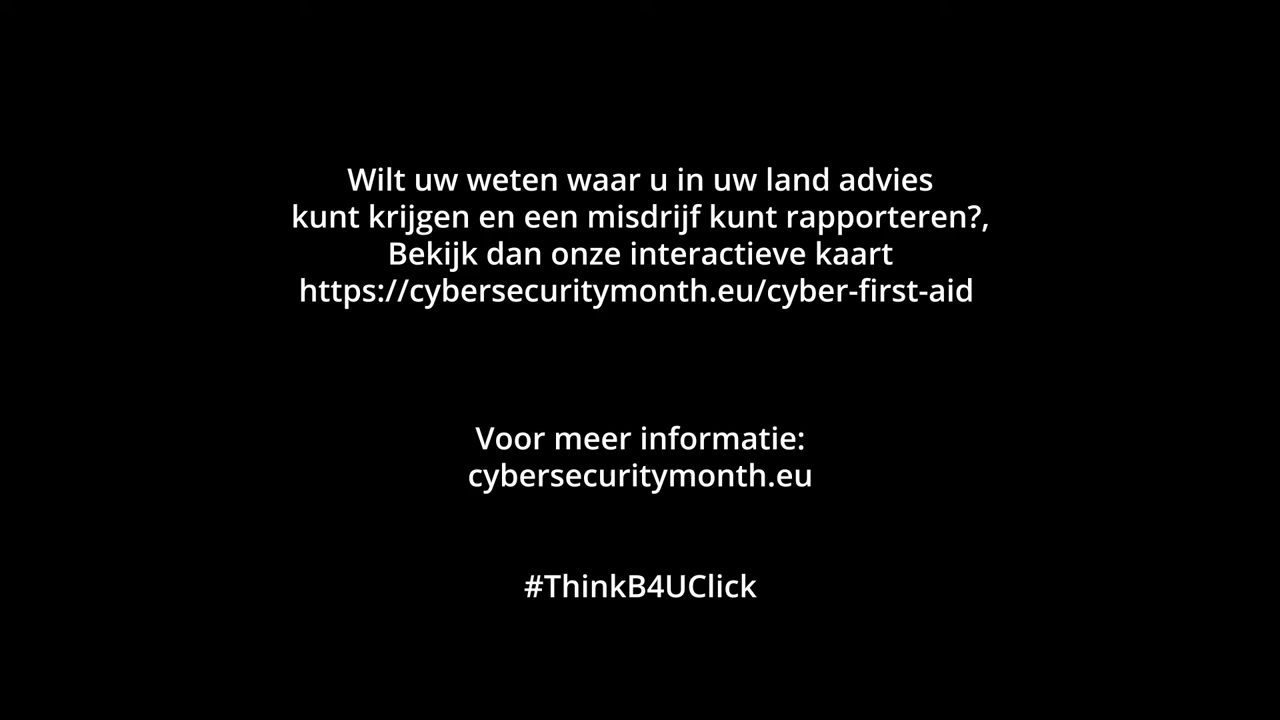 Wilt uw weten waar u in uw land advies
kunt krijgen en een misdrijf kunt rapporteren?,
Bekijk dan onze interactieve kaart
https://cybersecuritymonth.eu/cyber-first-aid
Voor meer informatie:
cybersecuritymonth.eu
#ThinkB4UClick